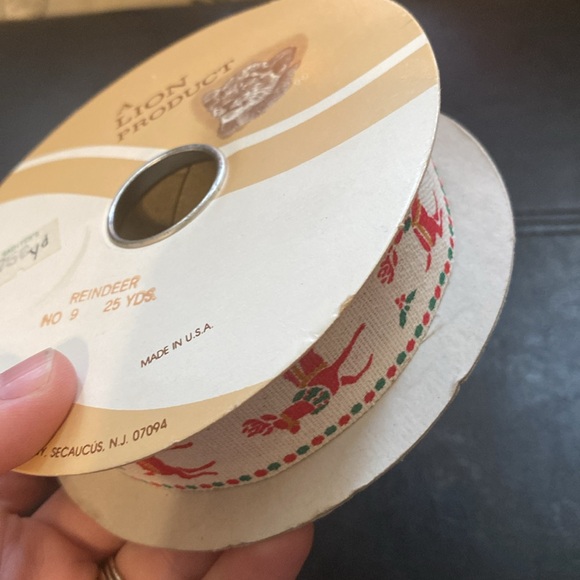 A
LION
PRODUCT
REINDEER
NO 9 25 YDS.
MADE IN U.S.A.
SECAUCUS, N.J. 07094